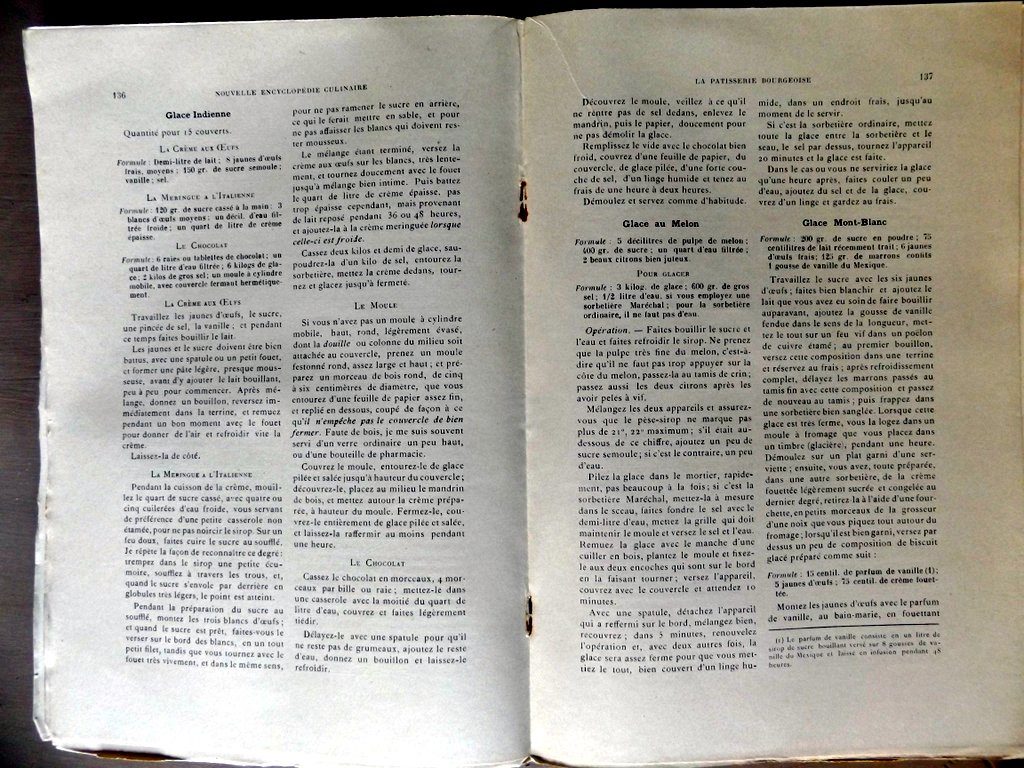 136
NOUVELLE ENCYCLOPÉDIE CULINAIRE
Glace Indienne
Quantité pour 15 couverts.
LA CRÈME AUX ŒUFS
Formule : Demi-litre de lait ; 8 jaunes d'œufs
frais, moyens ; 150 gr. de sucre semoule ;
vanille ; sel.
LA MERINGUE A L'ITALIENNE
Formule : 120 gr. de sucre cassé à la main ; 3
blancs d'œufs moyens ; un décil. d'eau fil-
trée froide ; un quart de litre de crème
épaisse.
LE CHOCOLAT
Formule : 6 raies ou tablettes de chocolat ; un
quart de litre d'eau filtrée ; 6 kilogs de gla-
ce ; 2 kilos de gros sel ; un moule à cylindre
mobile, avec couvercle fermant hermétique-
ment.
LA CRÈME AUX ŒUFS
Travaillez les jaunes d'œufs, le sucre,
une pincée de sel, la vanille ; et pendant
ce temps faites bouillir le lait.
Les jaunes et le sucre doivent être bien
battus, avec une spatule ou un petit fouet,
et former une pâte légère, presque mous-
seuse, avant d'y ajouter le lait bouillant,
peu à peu pour commencer. Après mé-
lange, donner un bouillon, reversez im-
médiatement dans la terrine, et remuez
pendant un bon moment avec le fouet
pour donner de l'air et refroidir vite la
crème.
Laissez-la de côté.
LA MERINGUE A L'ITALIENNE
Pendant la cuisson de la crème, mouil-
lez le quart de sucre cassé, avec quatre ou
cinq cuilerées d'eau froide, vous servant
de préférence d'une petite casserole non
étamée, pour ne pas noircir le sirop. Sur un
feu doux, faites cuire le sucre au soufflé.
Je répète la façon de reconnaître ce degré :
trempez dans le sirop une petite écu-
moire, soufflez à travers les trous, et,
quand le sucre s'envole par derrière en
globules très légers, le point est atteint.
Pendant la préparation du sucre au
soufflé, montez les trois blancs d'œufs ;
et quand le sucre est prêt, faites-vous le
verser sur le bord des blancs, en un tout
petit filet, tandis que vous tournez avec le
fouet très vivement, et dans le même sens,
pour ne pas ramener le sucre en arrière,
ce qui le ferait mettre en sable, et pour
ne pas affaisser les blancs qui doivent res-
ter mousseux.
Le mélange étant terminé, versez la
crème aux œufs sur les blancs, très lente-
ment, et tournez doucement avec le fouet
jusqu'à mélange bien intime. Puis battez
le quart de litre de crème épaisse, pas
trop épaisse cependant, mais provenant
de lait reposé pendant 36 ou 48 heures,
et ajoutez-la à la crème meringuée lorsque
celle-ci est froide.
Cassez deux kilos et demi de glace, sau-
poudrez-la d'un kilo de sel, entourez la
sorbetière, mettez la crème dedans, tour-
nez et glacez jusqu'à fermeté.
LE MOULE
Si vous n'avez pas un moule à cylindre
mobile, haut, rond, légèrement évasé,
dont la douille ou colonne du milieu soit
attachée au couvercle, prenez un moule
festonné rond, assez large et haut ; et pré-
parez un morceau de bois rond, de cinq
à six centimètres de diametre, que vous
entourez d'une feuille de papier assez fin,
et replié en dessous, coupé de façon à ce
qu'il n'empêche pas le couvercle de bien
fermer. Faute de bois, je me suis souvent
servi d'un verre ordinaire un peu haut,
ou d'une bouteille de pharmacie.
Couvrez le moule, entourez-le de glace
pilée et salée jusqu'à hauteur du couvercle ;
découvrez-le, placez au milieu le mandrin
de bois, et mettez autour la crème prépa-
rée, à hauteur du moule. Fermez-le, cou-
vrez-le entièrement de glace pilée et salée,
et laissez-la raffermir au moins pendant
une heure.
LE CHOCOLAT
Cassez le chocolat en morceaux, 4 mor-
ceaux par bille ou raie ; mettez-le dans
une casserole avec la moitié du quart de
litre d'eau, couvrez et faites légèrement
tiédir.
Délayez-le avec une spatule pour qu'il
ne reste pas de grumeaux, ajoutez le reste
d'eau, donnez un bouillon et laissez-le
refroidir.
LA PATISSERIE BOURGEOISE
137
Découvrez le moule, veillez à ce qu'il
ne rentre pas de sel dedans, enlevez le
mandrin, puis le papier, doucement pour
ne pas démolir la glace.
Remplissez le vide avec le chocolat bien
froid, couvrez d'une feuille de papier, du
couvercle, de glace pilée, d'une forte cou-
che de sel, d'un linge humide et tenez au
frais de une heure à deux heures.
Démoulez et servez comme d'habitude.
Glace au Melon
Formule : 5 décilitres de pulpe de melon ;
400 gr. de sucre ; un quart d'eau filtrée ;
2 beaux citrons bien juteux.
POUR GLACER
Formule : 3 kilog. de glace ; 600 gr. de gros
sel ; 1/2 litre d'eau, si vous employez une
sorbetière Maréchal ; pour la sorbetière
ordinaire, il ne faut pas d'eau.
Opération. — Faites bouillir le sucre et
l'eau et faites refroidir le sirop. Ne prenez
que la pulpe très fine du melon, c'est-à-
dire qu'il ne faut pas trop appuyer sur la
côte du melon, passez-la au tamis de crin ;
passez aussi les deux citrons après les
avoir pelés à vif.
Mélangez les deux appareils et assurez-
vous que le pèse-sirop ne marque pas
plus de 21°, 22° maximum ; s'il était au-
dessous de ce chiffre, ajoutez un peu de
sucre semoule ; si c'est le contraire, un peu
d'eau.
Pilez la glace dans le mortier, rapide-
ment, pas beaucoup à la fois ; si c'est la
sorbetière Maréchal, mettez-la à mesure
dans le sceau, faites fondre le sel avec le
demi-litre d'eau, mettez la grille qui doit
maintenir le moule et versez le sel et l'eau.
Remuez la glace avec le manche d'une
cuiller en bois, plantez le moule et fixez-
le aux deux encoches qui sont sur le bord
en la faisant tourner ; versez l'appareil,
couvrez avec le couvercle et attendez 10
minutes.
Avec une spatule, détachez l'appareil
qui a reffermi sur le bord, mélangez bien,
recouvrez ; dans 5 minutes, renouvelez
l'opération et, avec deux autres fois, la
glace sera assez ferme pour que vous met-
tiez le tout, bien couvert d'un linge hu-
mide, dans un endroit frais, jusqu'au
moment de le servir.
Si c'est la sorbetière ordinaire, mettez
toute la glace entre la sorbetière et le
seau, le sel par dessus, tournez l'appareil
20 minutes et la glace est faite.
Dans le cas ou vous ne serviriez la glace
qu'une heure après, faites couler un peu
d'eau, ajoutez du sel et de la glace, cou-
vrez d'un linge et gardez au frais.
Glace Mont-Blanc
Formule : 200 gr. de sucre en poudre ; 75
centilitres de lait récemment trait ; 6 jaunes
d'œufs frais; 125 gr. de marrons confits
1 gousse de vanille du Mexique.
Travaillez le sucre avec les six jaunes
d'œufs ; faites bien blanchir et ajoutez le
lait que vous avez eu soin de faire bouillir
auparavant, ajoutez la gousse de vanille
fendue dans le sens de la longueur, met-
tez le tout sur un feu vif dans un poêlon
de cuivre étamé ; au premier bouillon,
versez cette composition dans une terrine
et réservez au frais ; après refroidissement
complet, délayez les marrons passés au
tamis fin avec cette composition et passez
de nouveau au tamis ; puis frappez dans
une sorbetière bien sanglée. Lorsque cette
glace est très ferme, vous la logez dans un
moule à fromage que vous placez dans
un timbre (glacière), pendant une heure.
Démoulez sur un plat garni d'une ser-
viette ; ensuite, vous avez, toute préparée,
dans une autre sorbetière, de la crème
fouettée légèrement sucrée et congelée au
dernier degré, retirez-la à l'aide d'une four-
chette, en petits morceaux de la grosseur
d'une noix que vous piquez tout autour du
fromage ; lorsqu'il est bien garni, versez par
dessus un peu de composition de biscuit
glacé préparé comme suit :
Formule : 15 centil. de parfum de vanille (1) ;
5 jaunes d'œufs ; 75 centil. de crème fouet-
tée.
Montez les jaunes d'œufs avec le parfum
de vanille, au bain-marie, en fouettant
(1) Le parfum de vanille consiste en un litre de
sirop de sucre bouillant versé sur 8 gousses de va-
nille du Mexique et laissé en infusion pendant 48
heures.